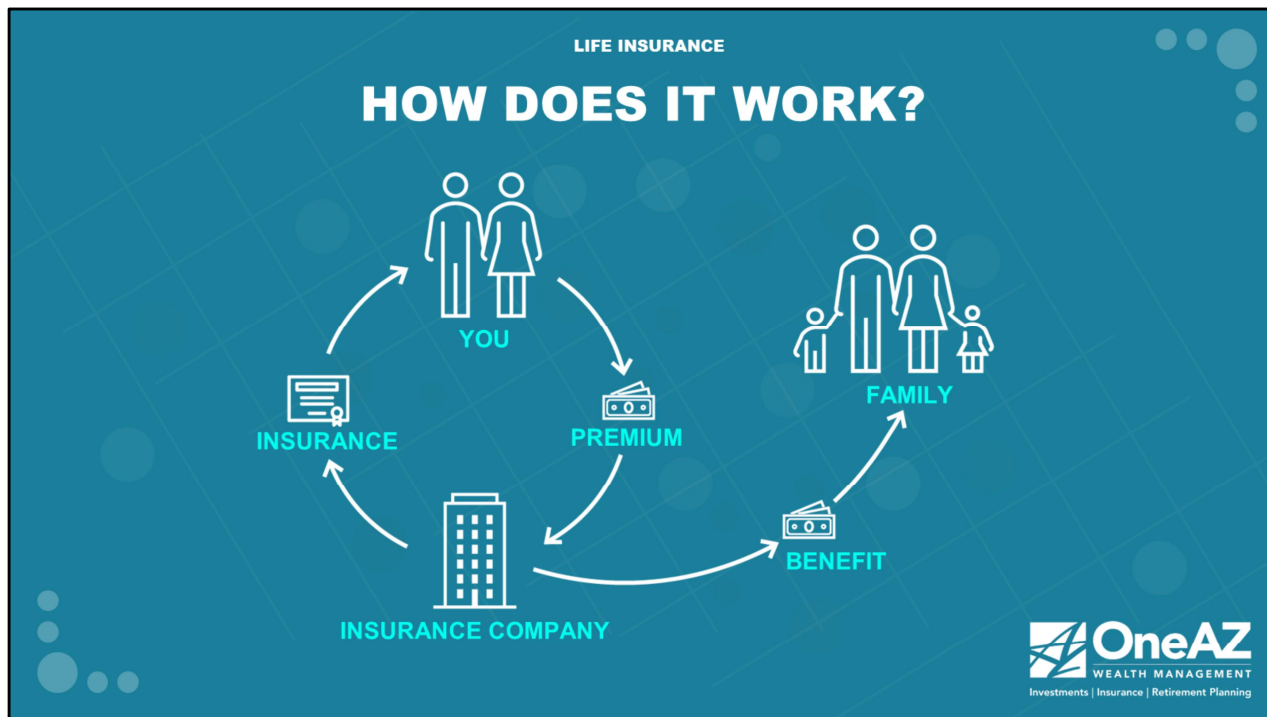 LIFE INSURANCE
HOW DOES IT WORK?
YOU
FAMILY
INSURANCE
PREMIUM
BENEFIT
INSURANCE COMPANY
OneAZ
WEALTH MANAGEMENT
Investments | Insurance | Retirement Planning